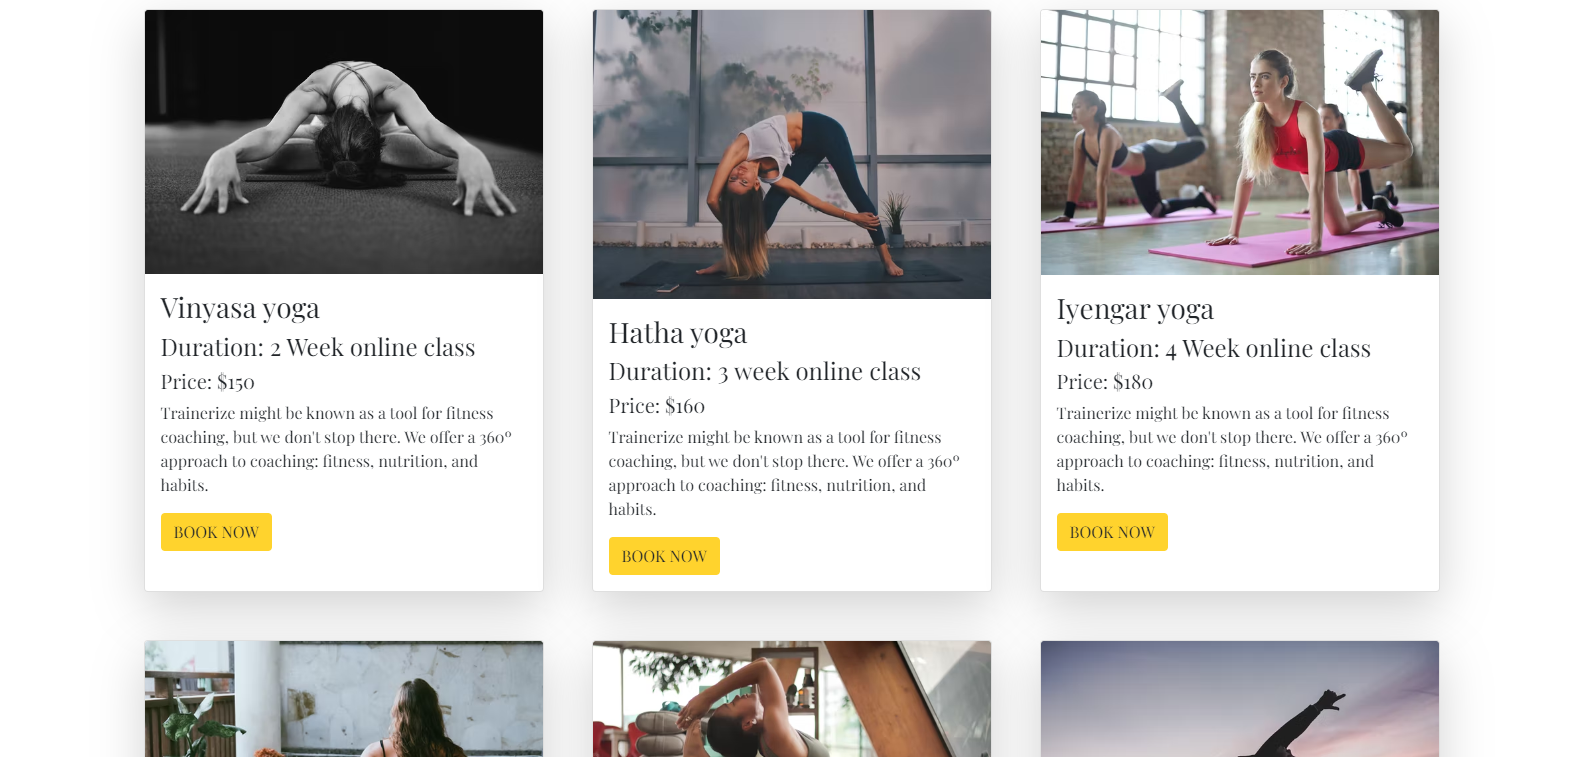 Vinyasa yoga
Duration: 2 Week online class
Price: $150
Trainerize might be known as a tool for fitness
coaching, but we don't stop there. We offer a 360º
approach to coaching: fitness, nutrition, and
habits.
BOOK NOW
Hatha yoga
Duration: 3 week online class
Price: $160
Trainerize might be known as a tool for fitness
coaching, but we don't stop there. We offer a 360º
approach to coaching: fitness, nutrition, and
habits.
BOOK NOW
Iyengar yoga
Duration: 4 Week online class
Price: $180
Trainerize might be known as a tool for fitness
coaching, but we don't stop there. We offer a 360º
approach to coaching: fitness, nutrition, and
habits.
BOOK NOW